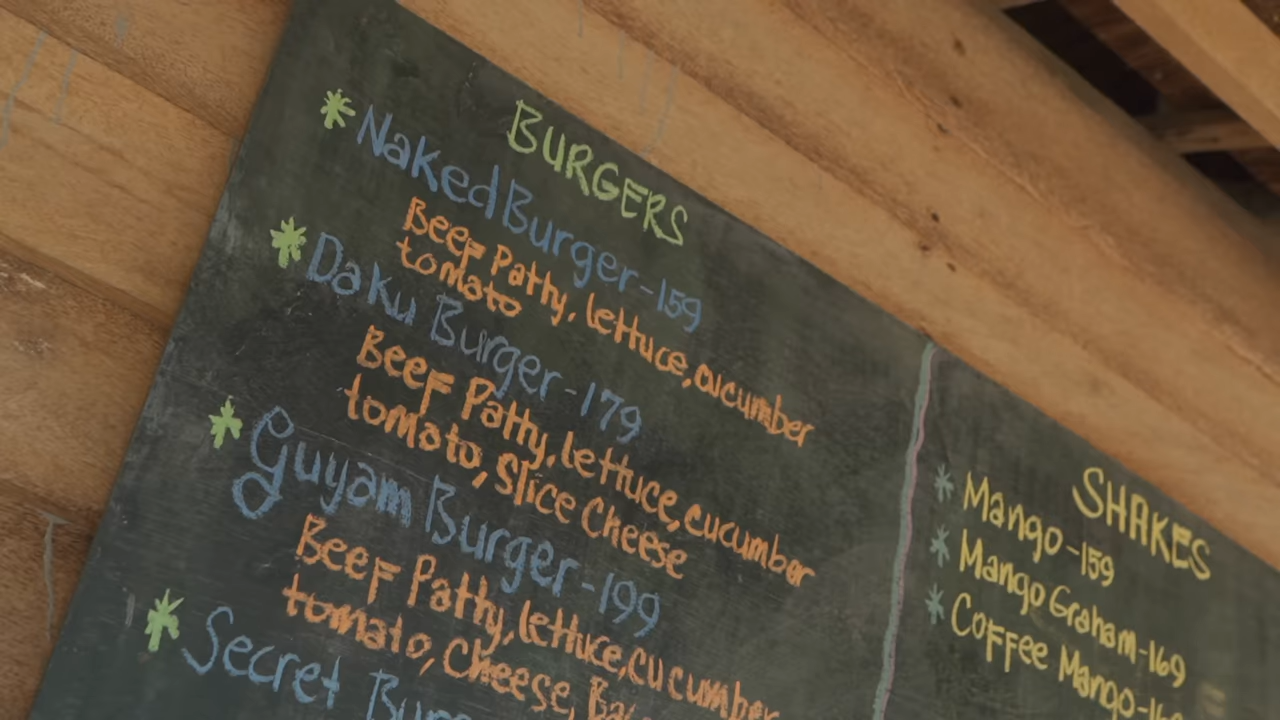 BURGERS
Naked Burger-159
Beef Patty, lettuce, cucumber
tomato
Daku Burger-179
Beef Patty, lettuce, cucumber
tomato, Slice Cheese
Guyam Burger-199
Beef Patty, lettuce, cucumber
tomato, Cheese,
Secret
SHAKES
Mango-159
Mango Graham-169
Coffee Mango-